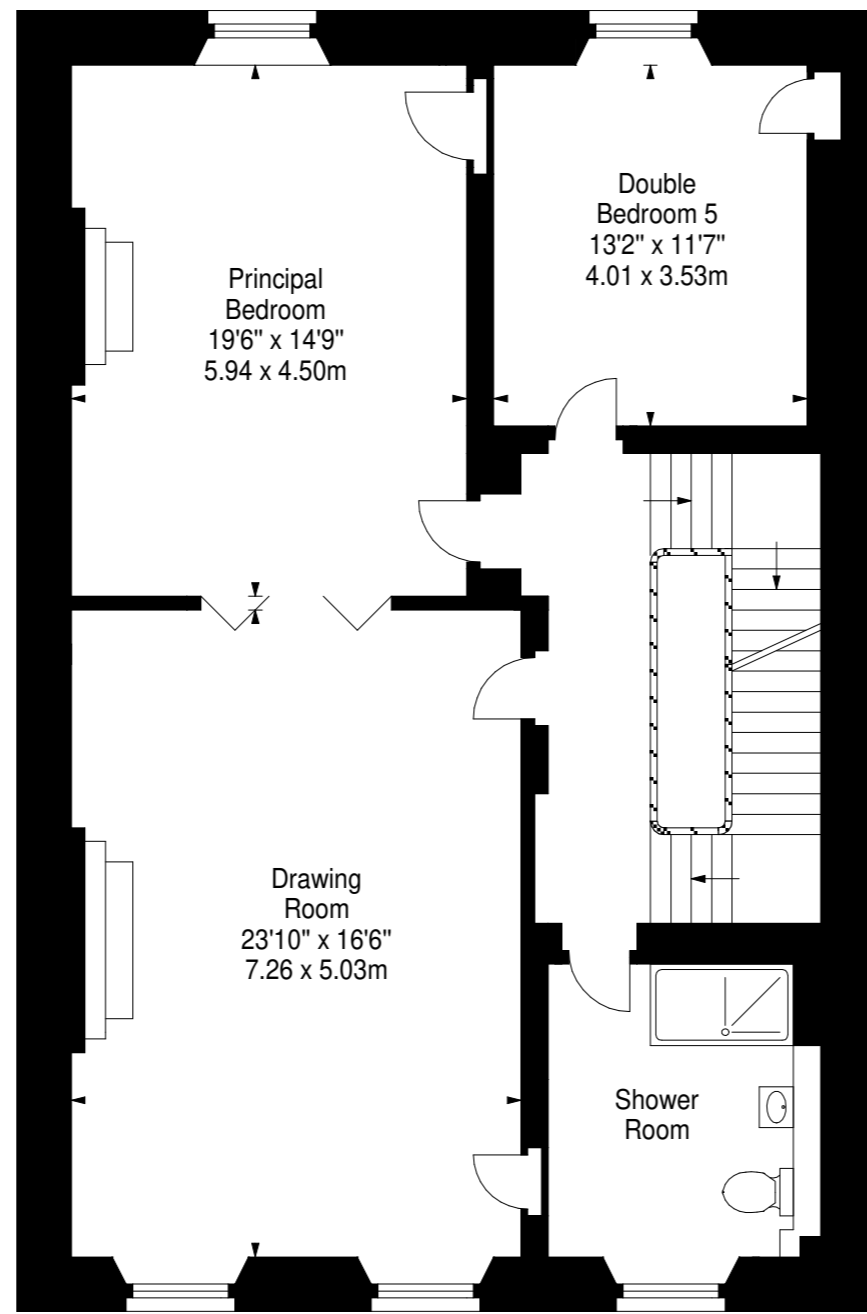 Principal
Bedroom
19'6" x 14'9"
5.94 x 4.50m
Double
Bedroom 5
13'2" x 11'7"
4.01 x 3.53m
Drawing
Room
23'10" x 16'6"
7.26 x 5.03m
Shower
Room